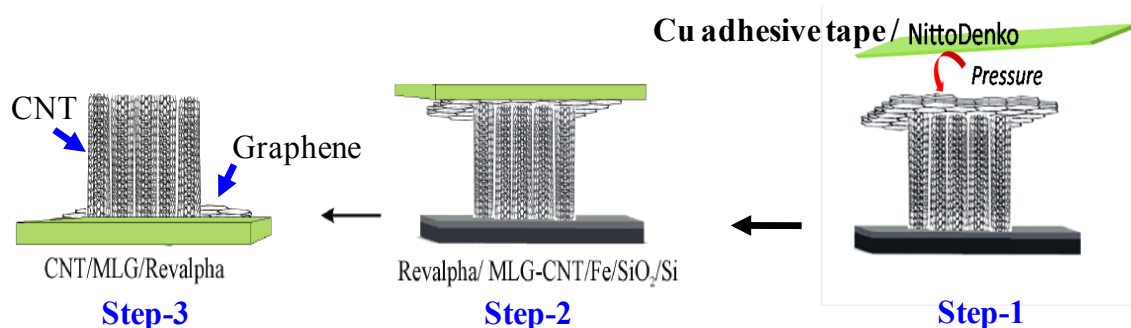 Cu adhesive tape / NittoDenko
Pressure
CNT
Graphene
CNT/MLG/Revalpha
Revalpha/ MLG-CNT/Fe/SiO₂/Si
Step-3
Step-2
Step-1